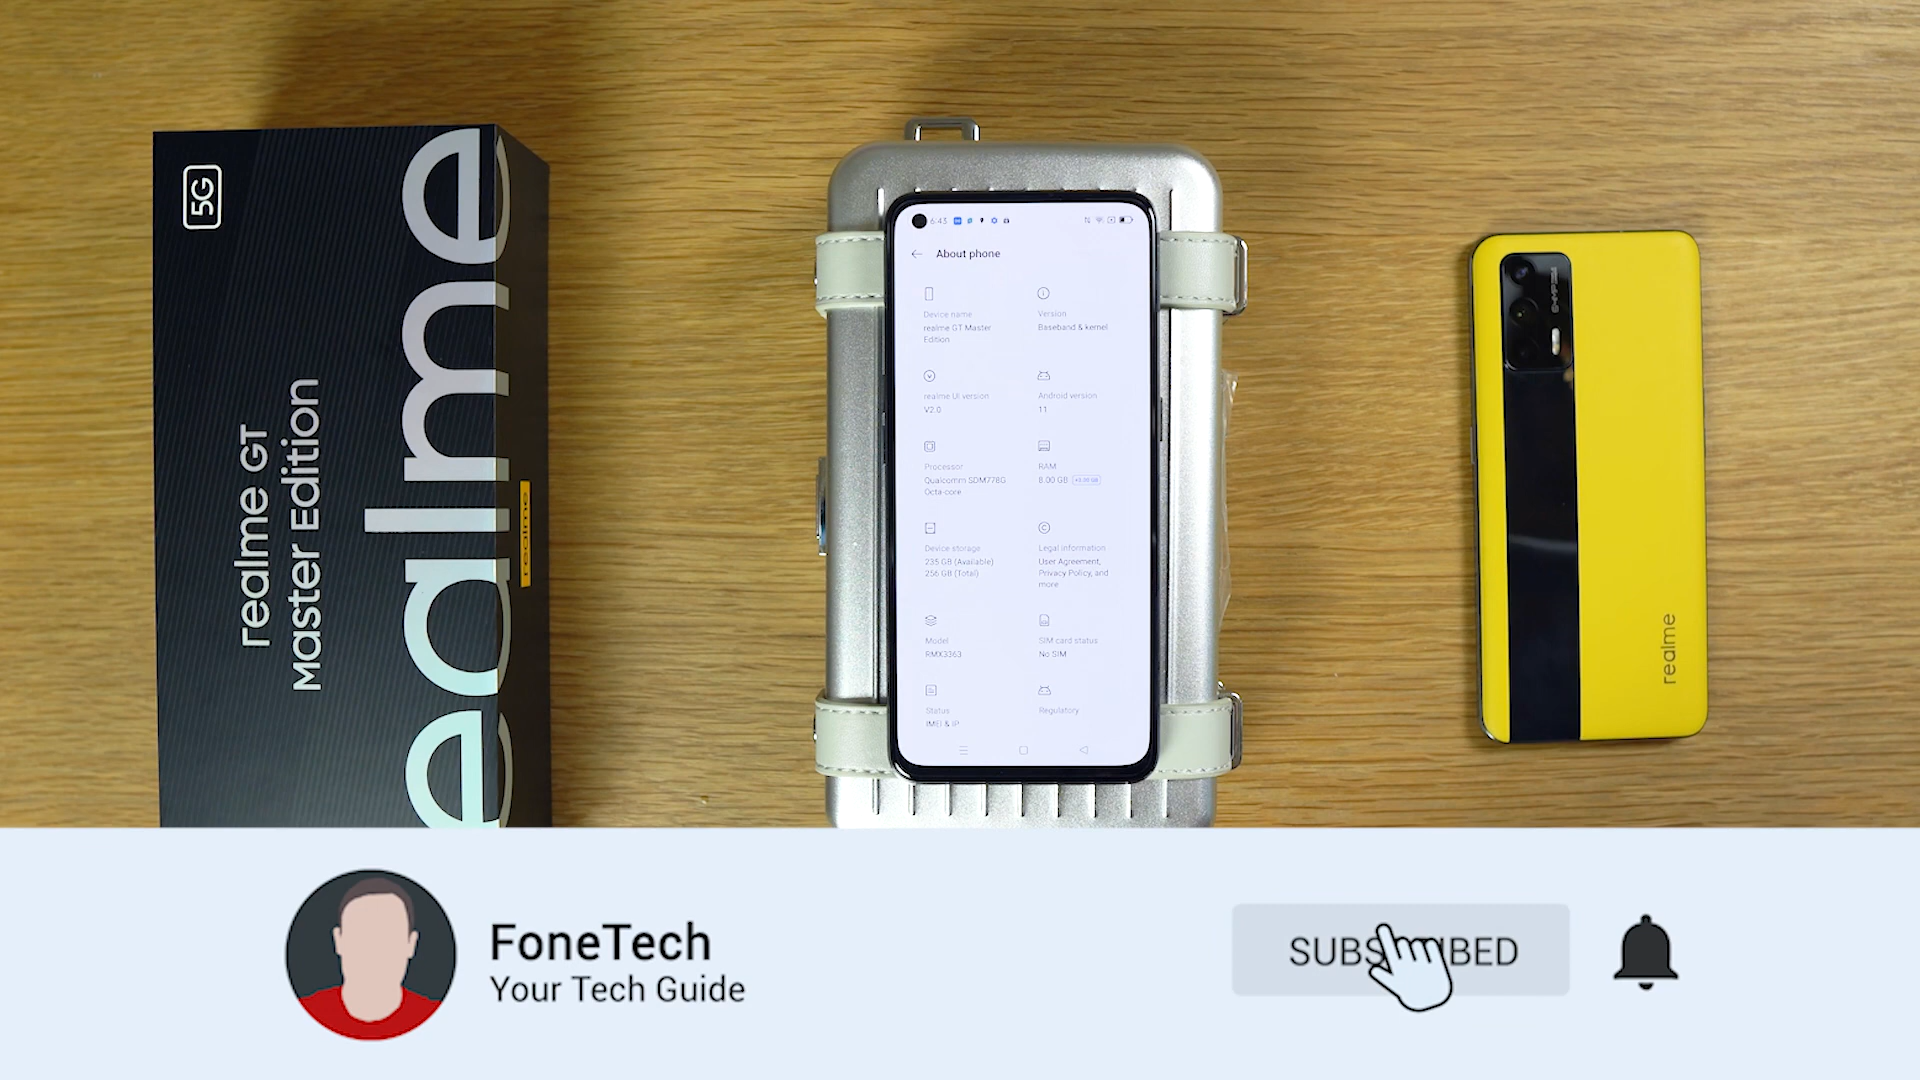 5G
realme GT
Master Edition
realme
realme
6:43
About phone
Device name
realme GT Master
Edition
Version
Baseband & kernel
realme UI version
V2.0
Android version
11
Processor
Qualcomm SDM778G
Octa-core
RAM
8.00 GB
Device storage
235 GB (Available)
256 GB (Total)
Legal information
User Agreement,
Privacy Policy, and
more
Model
RMX3363
SIM card status
No SIM
Status
IMEI & IP
Regulatory
realme
FoneTech
Your Tech Guide
SUBSCRIBED